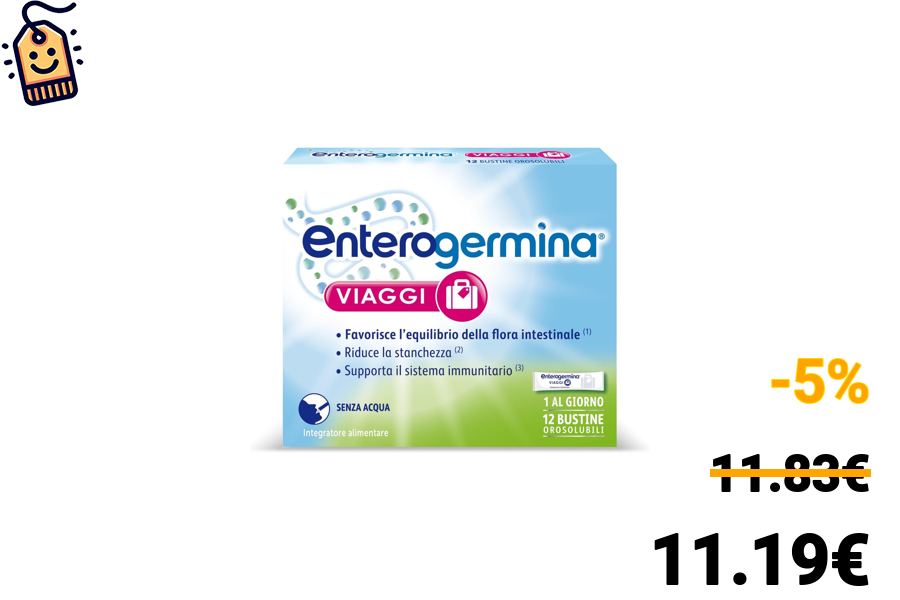 enterogermina VIAGGI
12 BUSTINE OROSOLUBILI
enterogermina®
VIAGGI
• Favorisce l'equilibrio della flora intestinale (1)
• Riduce la stanchezza (2)
• Supporta il sistema immunitario (3)
enterogermina
VIAGGI
SENZA ACQUA
1 AL GIORNO
12 BUSTINE
OROSOLUBILI
Integratore alimentare
-5%
11.83€
11.19€